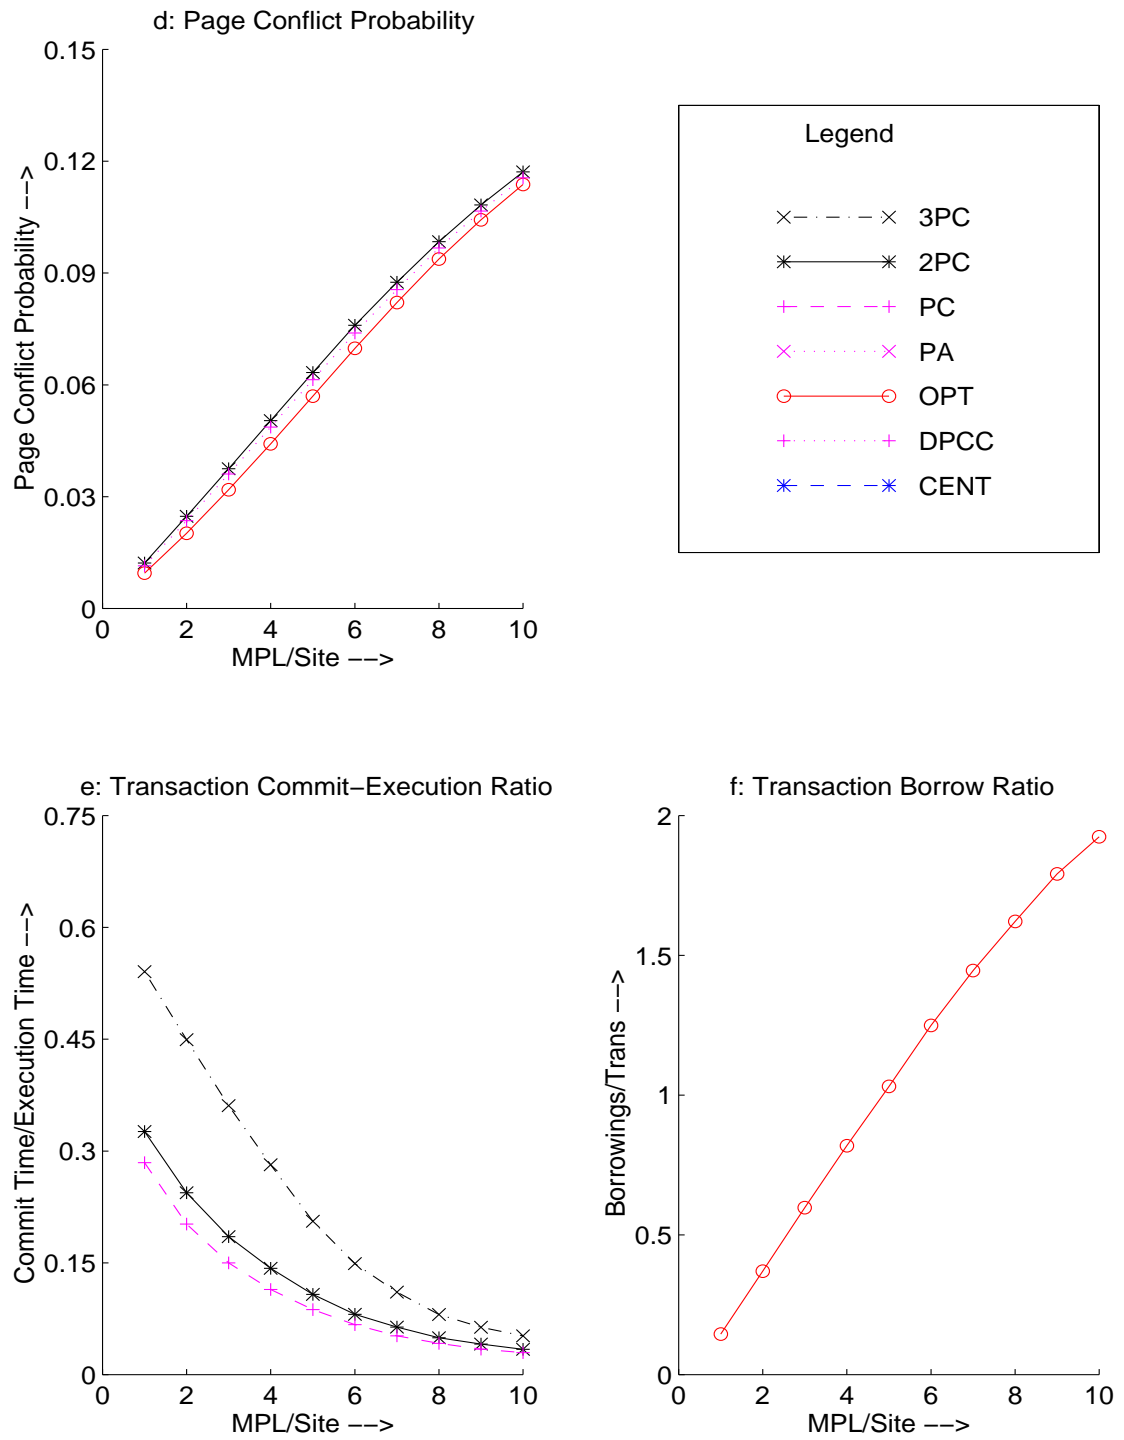 d: Page Conflict Probability
0.15
0.12
0.09
0.06
0.03
0
Page Conflict Probability −−>
0 2 4 6 8 10
MPL/Site −−>
Legend
3PC
2PC
PC
PA
OPT
DPCC
CENT
e: Transaction Commit−Execution Ratio
0.75
0.6
0.45
0.3
0.15
0
Commit Time/Execution Time −−>
0 2 4 6 8 10
MPL/Site −−>
f: Transaction Borrow Ratio
2
1.5
1
0.5
0
Borrowings/Trans −−>
0 2 4 6 8 10
MPL/Site −−>